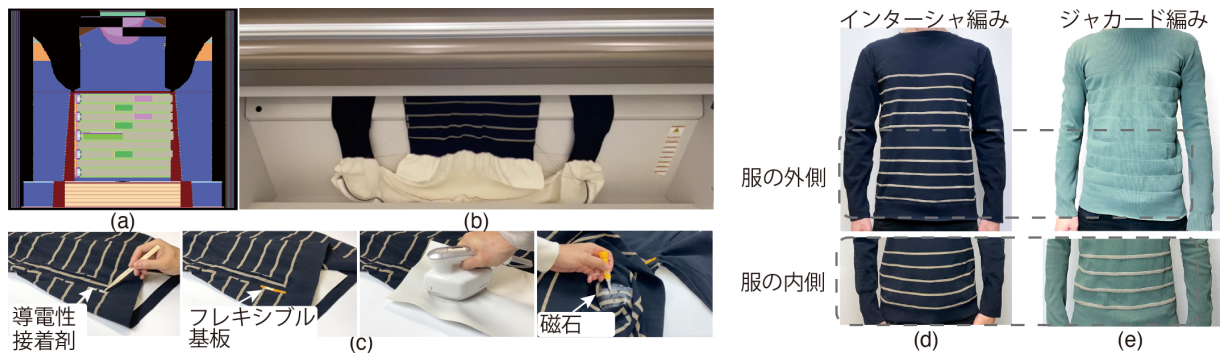 インターシャ編み
ジャカード編み
(a)
(b)
導電性
接着剤
フレキシブル
基板
(c)
磁石
服の外側
服の内側
(d)
(e)